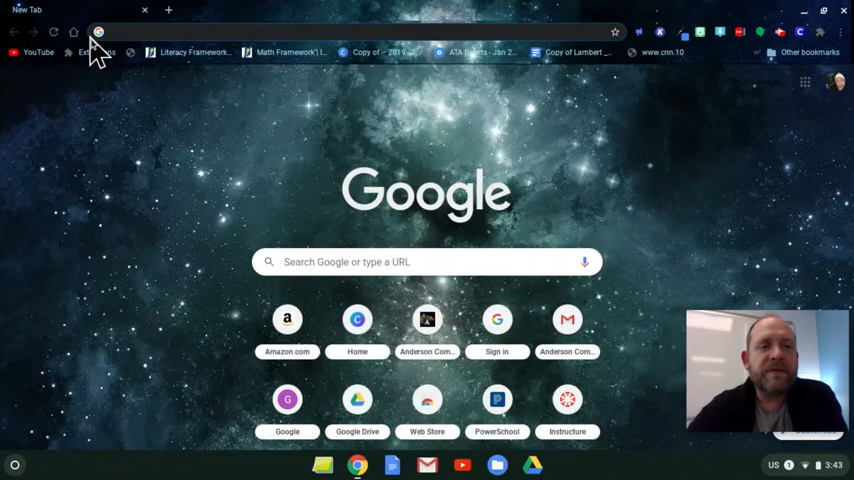 New Tab
YouTube
Literacy Framework...
Math Framework | I...
ATA Events - Jan 2...
Copy of Lambert _...
www.cnn.10
Other bookmarks
Google
Search Google or type a URL
Amazon.com
Home
Anderson Com...
Sign in
Anderson Com...
Google
Google Drive
Web Store
PowerSchool
Instructure
US 1 3:43